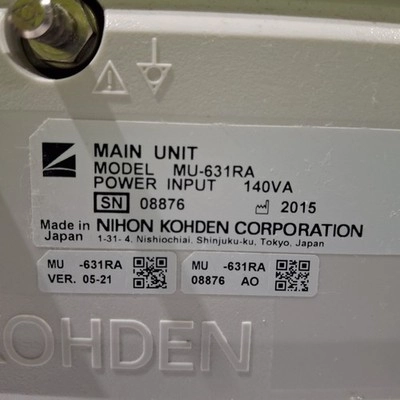 MAIN UNIT
MODEL MU-631RA
POWER INPUT 140VA
SN 08876 2015
Made in Japan NIHON KOHDEN CORPORATION
1-31-4, Nishiochiai, Shinjuku-ku, Tokyo, Japan
MU -631RA
VER. 05-21
MU -631RA
08876 AO
KOHDEN